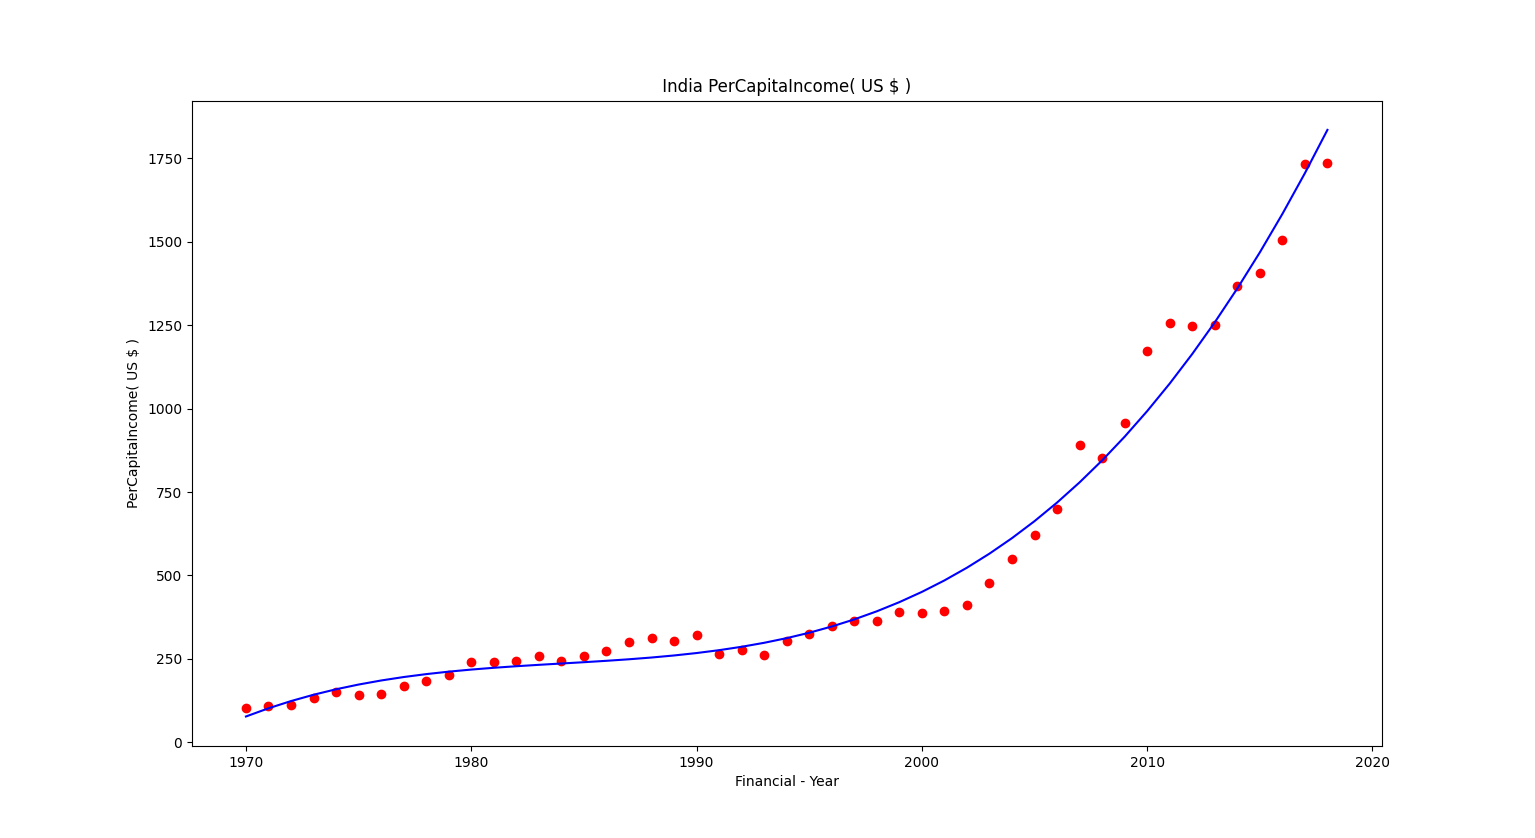 India PerCapitaIncome( US $ )
1750
1500
1250
1000
750
500
250
0
PerCapitaIncome( US $ )
1970 1980 1990 2000 2010 2020
Financial - Year